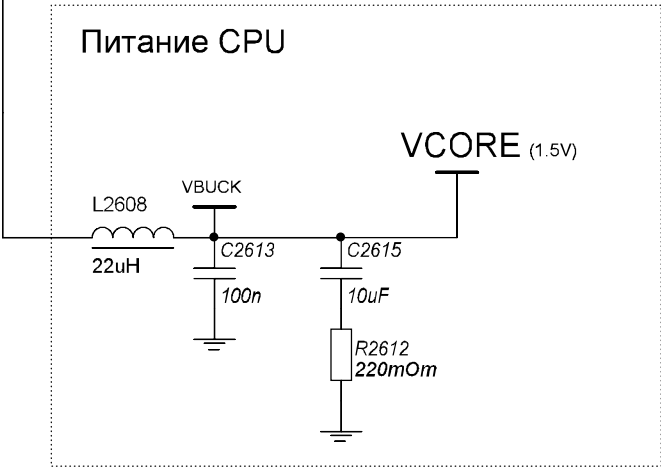 Питание CPU
VCORE (1.5V)
VBUCK
L2608
22uH
C2613
100n
C2615
10uF
R2612
220mOm